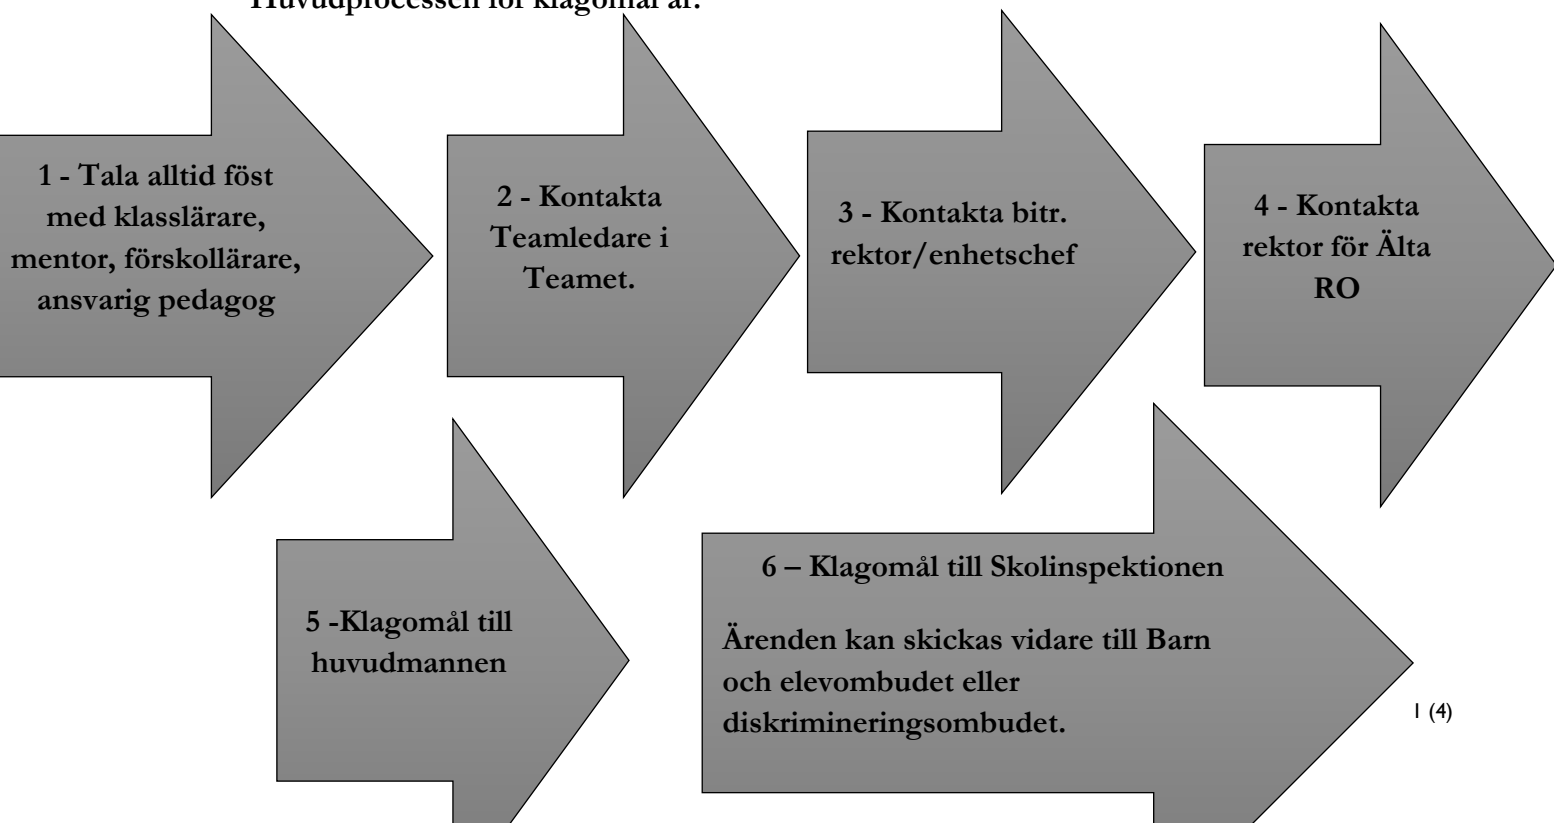 Huvudprocessen för klagomål är:
1 - Tala alltid föst
med klasslärare,
mentor, förskollärare,
ansvarig pedagog
2 - Kontakta
Teamledare i
Teamet.
3 - Kontakta bitr.
rektor/enhetschef
4 - Kontakta
rektor för Älta
RO
5 -Klagomål till
huvudmannen
6 – Klagomål till Skolinspektionen
Ärenden kan skickas vidare till Barn
och elevombudet eller
diskrimineringsombudet.
1 (4)